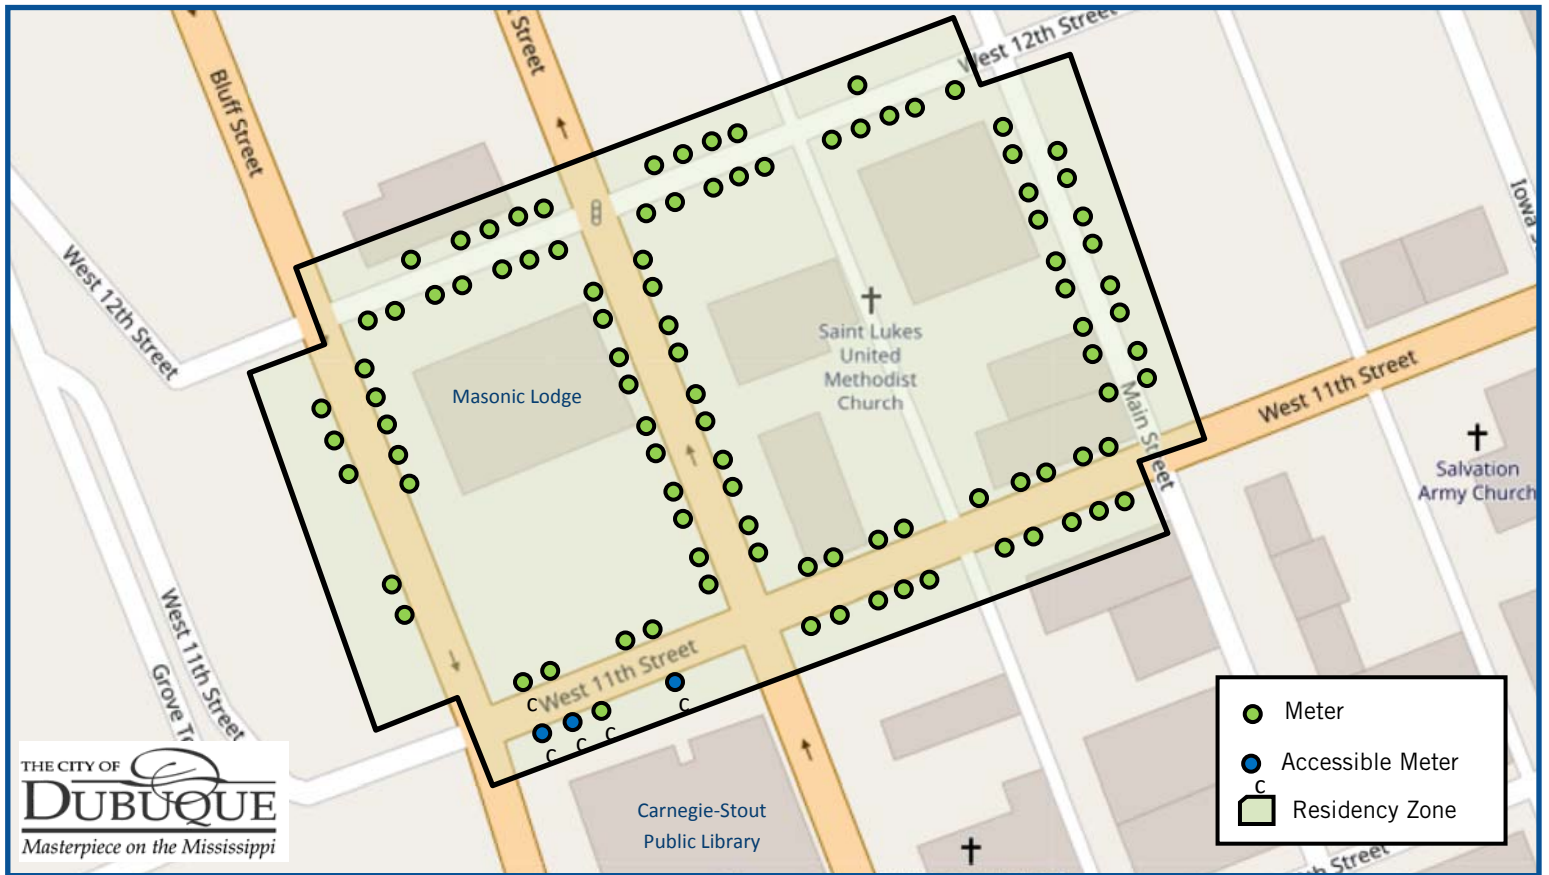 Bluff Street
Street
West 12th Street
West 12th Street
Iowa
Saint Lukes
United
Methodist
Church
Masonic Lodge
Main Street
West 11th Street
Salvation
Army Church
West 11th Street
Grove Te
West 11th Street
C
C
C
C
C
Carnegie-Stout
Public Library
Meter
Accessible Meter
C
Residency Zone
THE CITY OF
DUBUQUE
Masterpiece on the Mississippi
Street